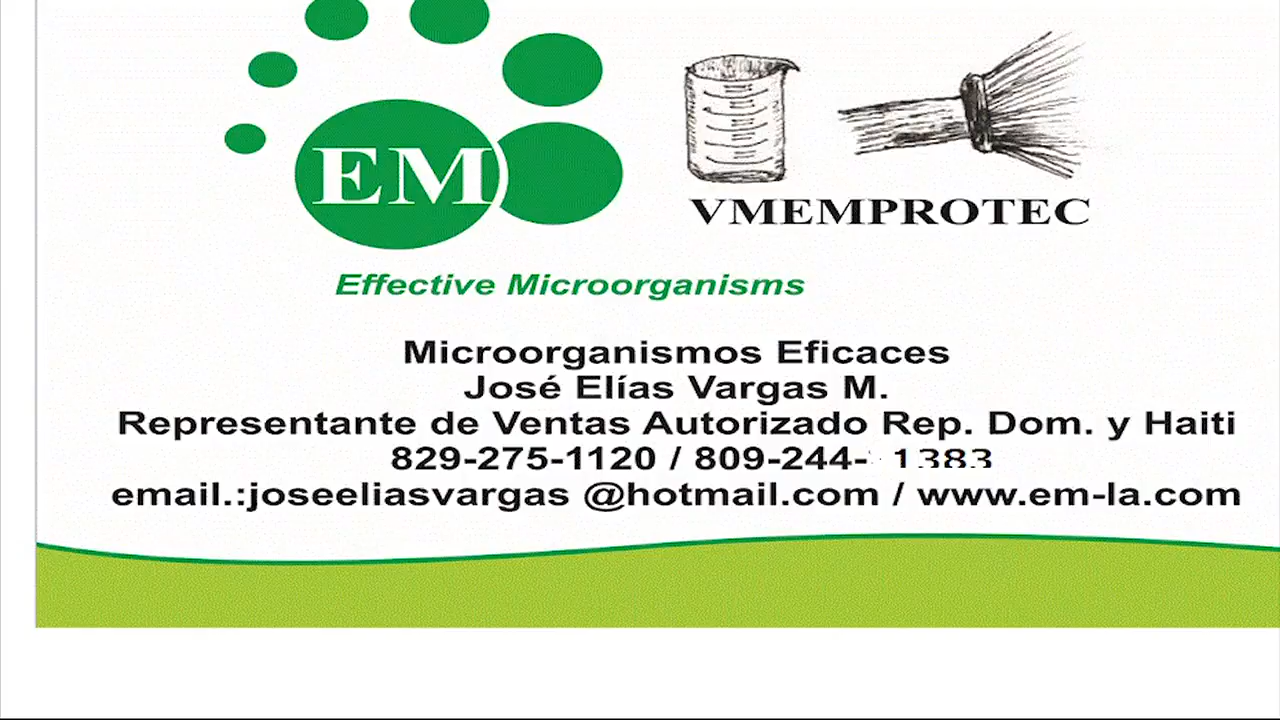 EM
VMEMPROTEC
Effective Microorganisms
Microorganismos Eficaces
José Elías Vargas M.
Representante de Ventas Autorizado Rep. Dom. y Haiti
829-275-1120 / 809-244- 1383
email.:joseeliasvargas @hotmail.com / www.em-la.com